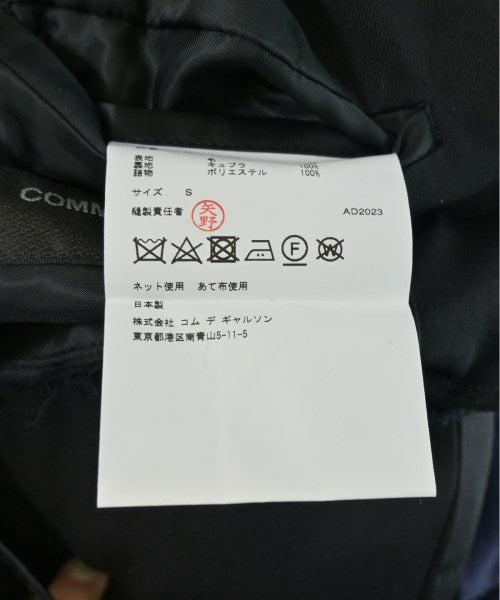 表地 毛
裏地 キュプラ 100%
詰物 ポリエステル 100%
サイズ S
縫製責任者 矢野 AD2023
F W
ネット使用 あて布使用
日本製
株式会社 コム デ ギャルソン
東京都港区南青山5-11-5
COMM